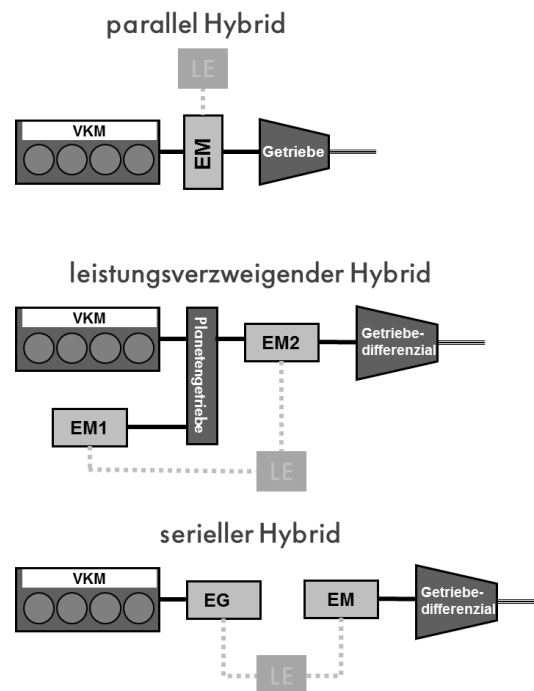 parallel Hybrid
LE
VKM
EM
Getriebe
leistungsverzweigender Hybrid
VKM
Planetengetriebe
EM2
Getriebe-
differenzial
EM1
LE
serieller Hybrid
VKM
EG
EM
Getriebe-
differenzial
LE